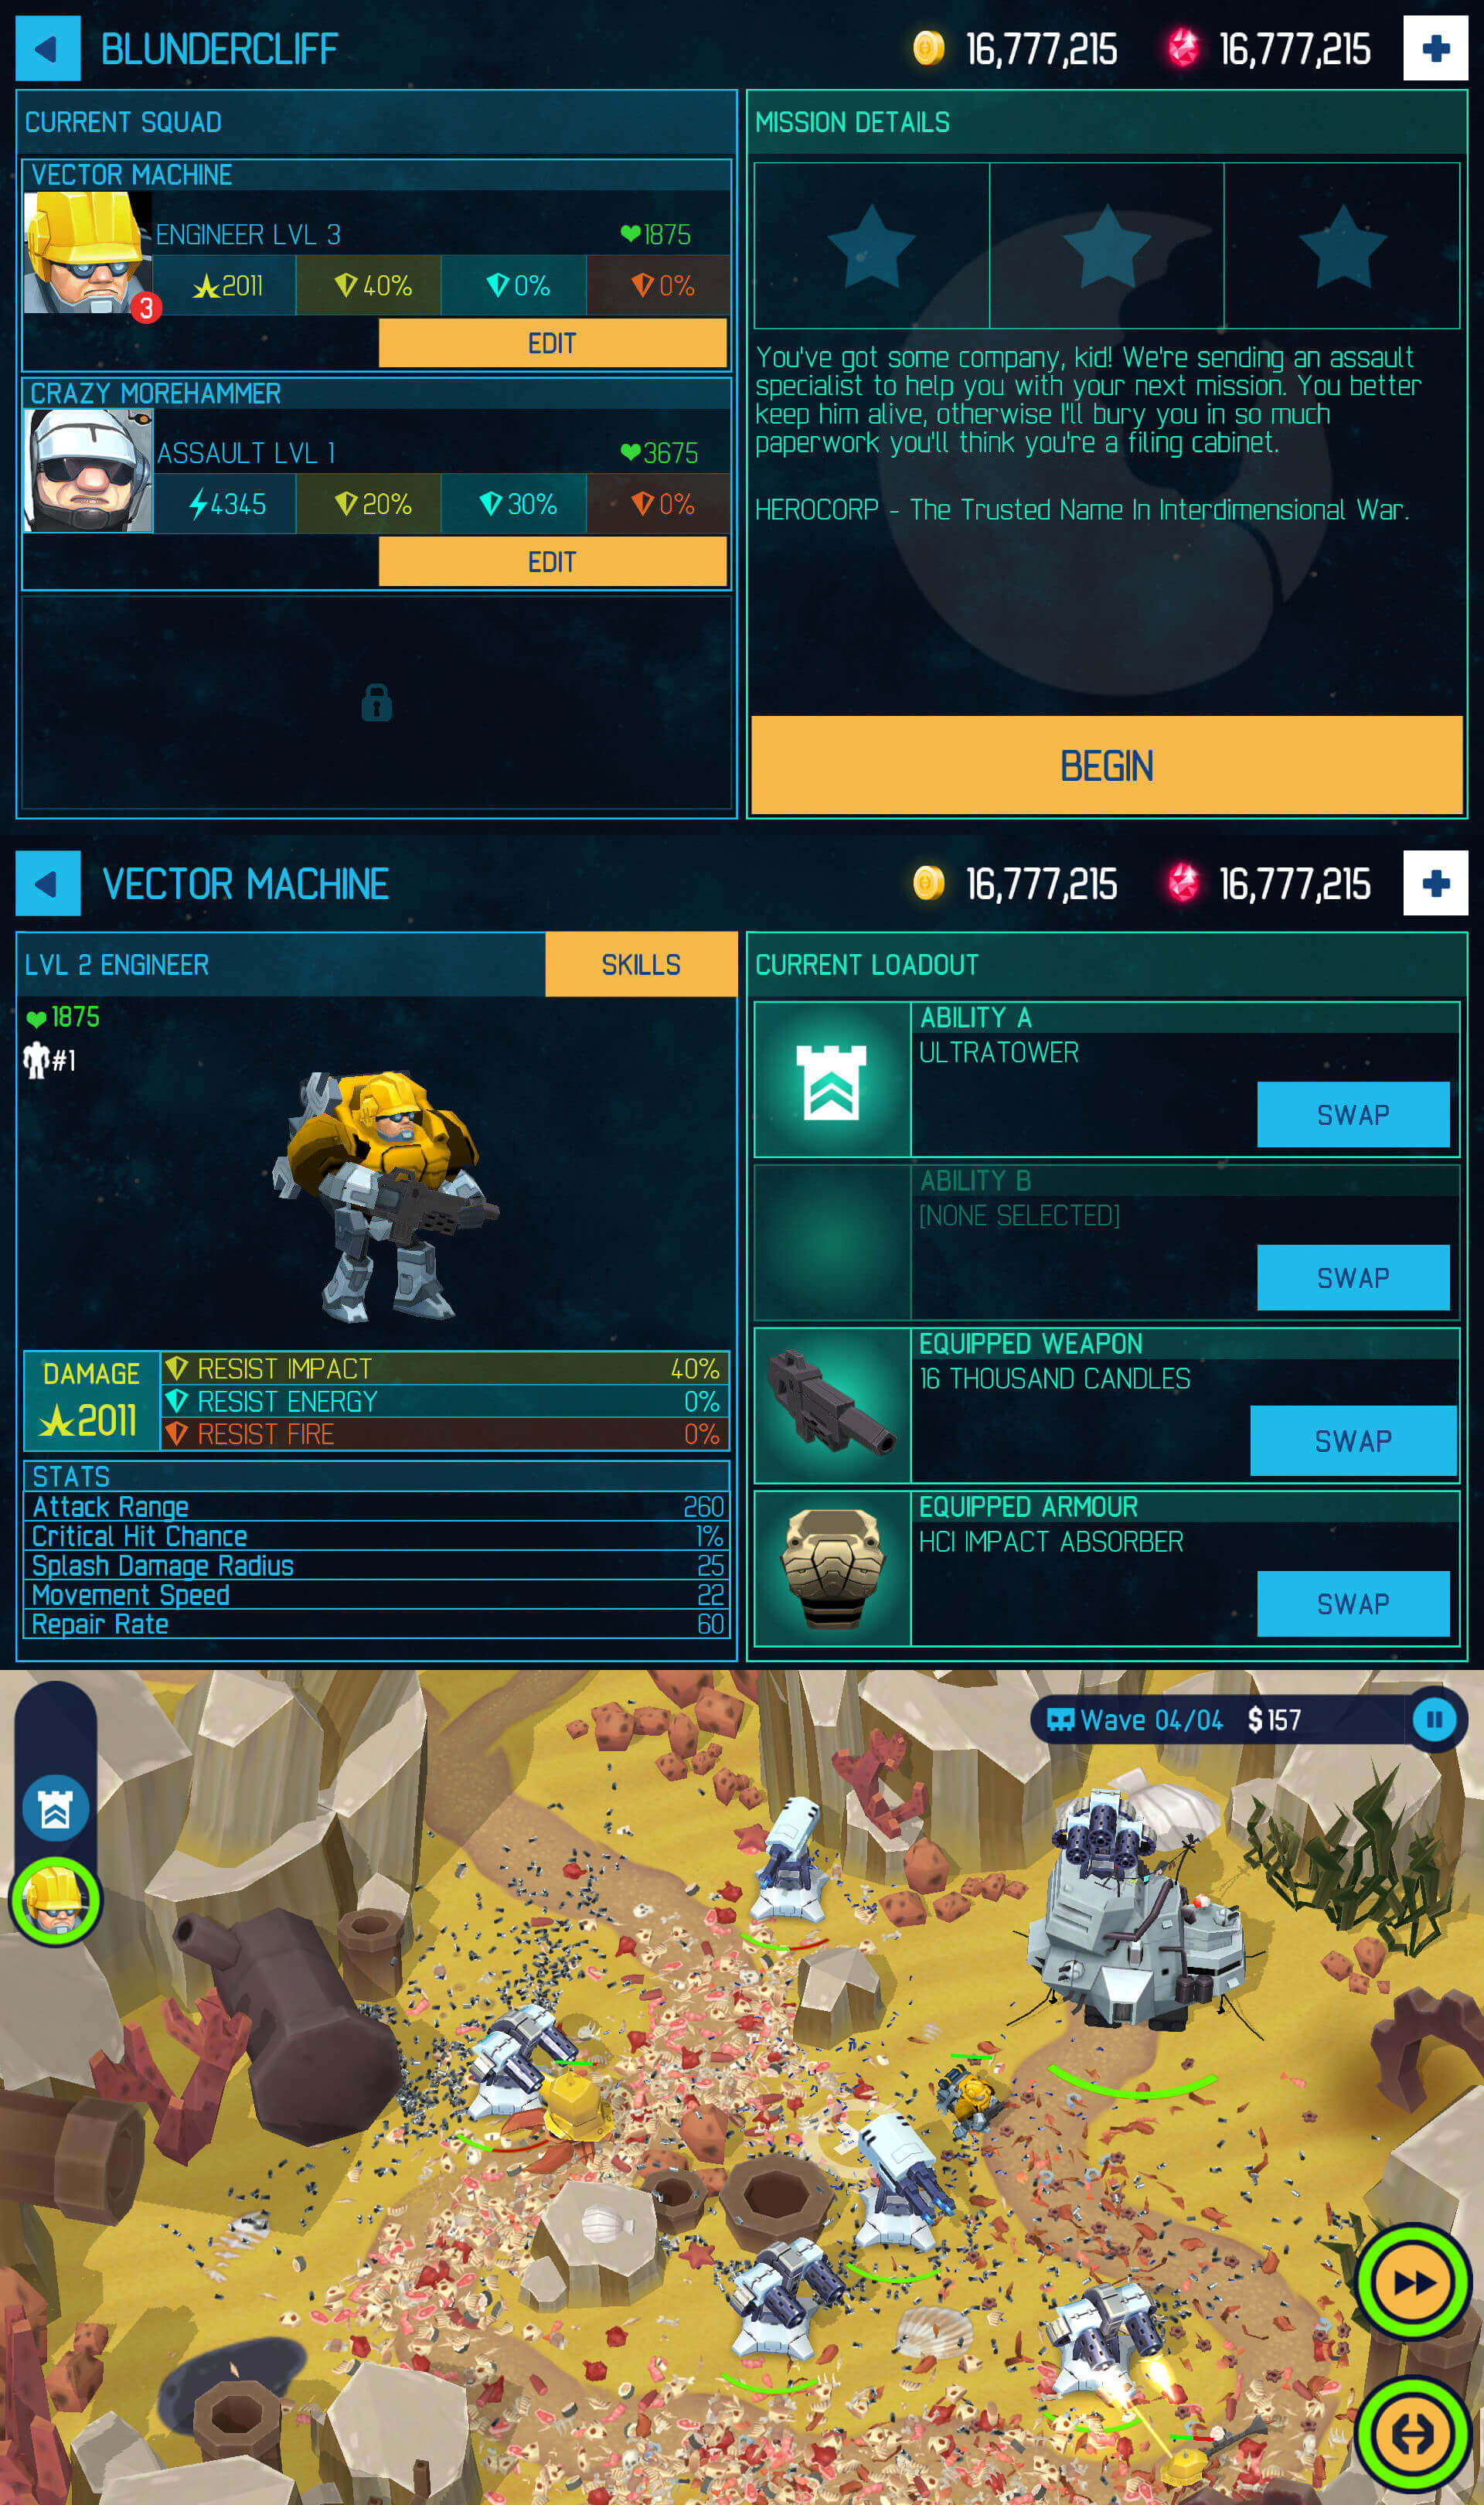 BLUNDERCLIFF
16,777,215
16,777,215
CURRENT SQUAD
VECTOR MACHINE
ENGINEER LVL 3
1875
3
2011
40%
0%
0%
EDIT
CRAZY MOREHAMMER
ASSAULT LVL 1
3675
4345
20%
30%
0%
EDIT
MISSION DETAILS
You've got some company, kid! We're sending an assault
specialist to help you with your next mission. You better
keep him alive, otherwise I'll bury you in so much
paperwork you'll think you're a filing cabinet.
HEROCORP - The Trusted Name In Interdimensional War.
BEGIN
VECTOR MACHINE
16,777,215
16,777,215
LVL 2 ENGINEER
SKILLS
1875
#1
DAMAGE
2011
RESIST IMPACT 40%
RESIST ENERGY 0%
RESIST FIRE 0%
STATS
Attack Range 260
Critical Hit Chance 1%
Splash Damage Radius 25
Movement Speed 22
Repair Rate 60
CURRENT LOADOUT
ABILITY A
ULTRATOWER
SWAP
ABILITY B
[NONE SELECTED]
SWAP
EQUIPPED WEAPON
16 THOUSAND CANDLES
SWAP
EQUIPPED ARMOUR
HCI IMPACT ABSORBER
SWAP
Wave 04/04 $157